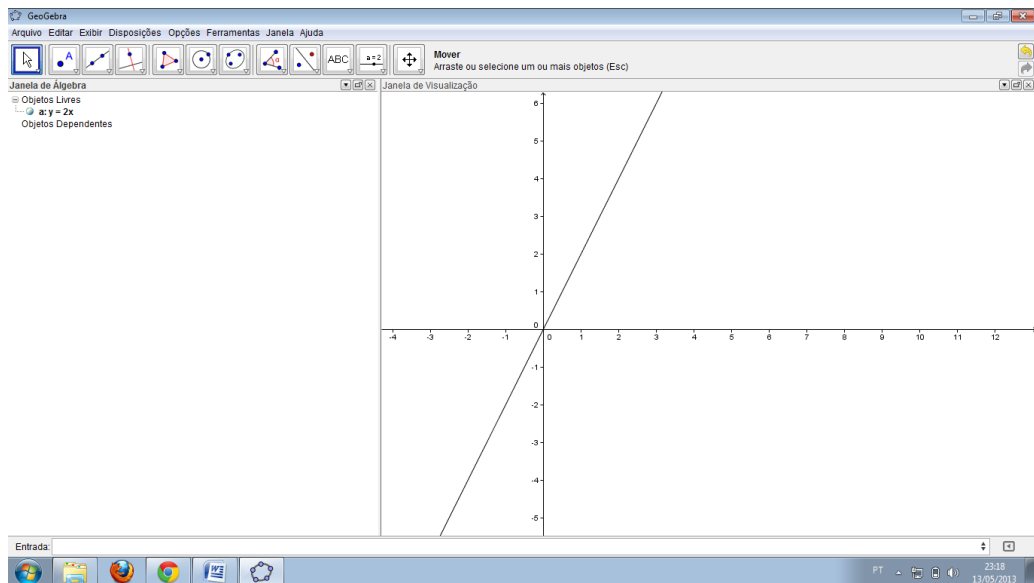 GeoGebra
Arquivo Editar Exibir Disposições Opções Ferramentas Janela Ajuda
A
α
ABC
a=2
Mover
Arraste ou selecione um ou mais objetos (Esc)
Janela de Álgebra
Objetos Livres
a: y = 2x
Objetos Dependentes
Janela de Visualização
6
5
4
3
2
1
0
-4 -3 -2 -1 0 1 2 3 4 5 6 7 8 9 10 11 12
-1
-2
-3
-4
-5
Entrada:
PT
23:18
13/05/2013